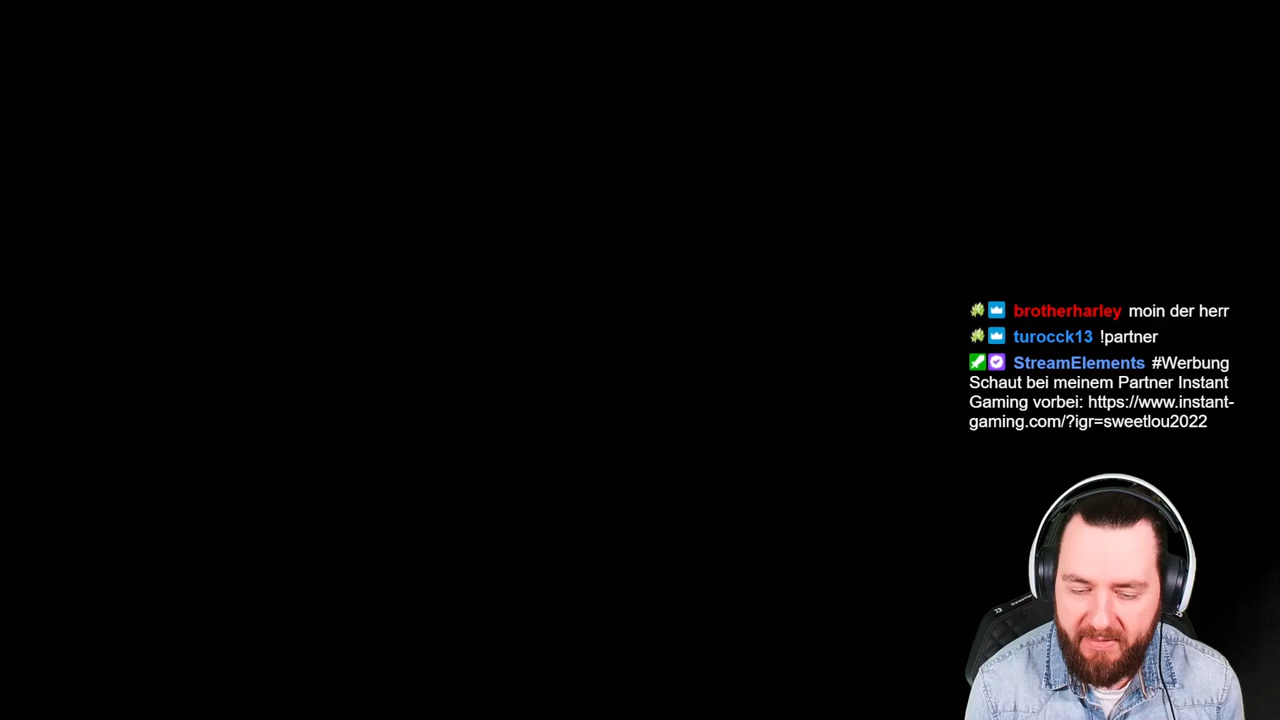 brotherharley moin der herr
turocck13 !partner
StreamElements #Werbung
Schaut bei meinem Partner Instant
Gaming vorbei: https://www.instant-
gaming.com/?igr=sweetlou2022